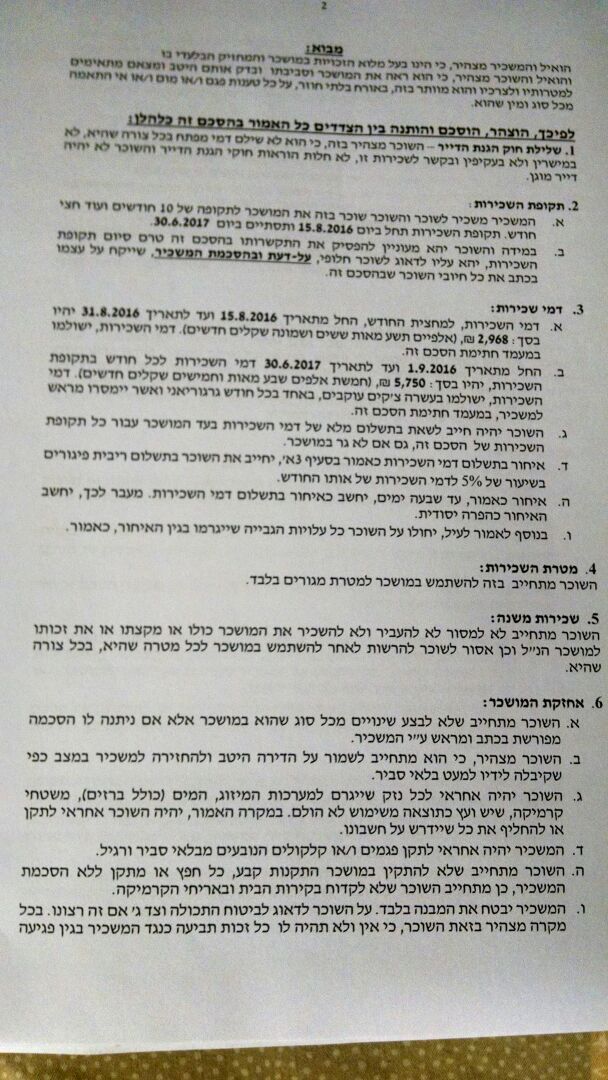 2
מבוא:
הואיל והמשכיר מצהיר, כי הינו בעל מלוא הזכויות במושכר והמחזיק הבלעדי בו
והואיל והשוכר מצהיר, כי הוא ראה את המושכר וסביבתו ובדק אותם היטב ומצאם מתאימים
למטרותיו ולצרכיו והוא מוותר בזה, באורח בלתי חוזר, על כל טענות פגם ו/או מום ו/או אי התאמה
מכל סוג ומין שהוא.
לפיכך, הוצהר, הוסכם והותנה בין הצדדים כל האמור בהסכם זה כלהלן:
1. שלילת חוק הגנת הדייר – השוכר מצהיר בזה, כי הוא לא שילם דמי מפתח בכל צורה שהיא, לא
במישרין ולא בעקיפין ובקשר לשכירות זו, לא חלות הוראות חוקי הגנת הדייר והשוכר לא יהיה
דייר מוגן.
2. תקופת השכירות:
א. המשכיר משכיר לשוכר והשוכר שוכר בזה את המושכר לתקופה של 10 חודשים ועוד חצי
חודש. תקופת השכירות תחל ביום 15.8.2016 ותסתיים ביום 30.6.2017.
ב. במידה והשוכר יהא מעוניין להפסיק את התקשרותו בהסכם זה טרם סיום תקופת
השכירות, יהא עליו לדאוג לשוכר חלופי, על-דעת ובהסכמת המשכיר, שייקח על עצמו
בכתב את כל חיובי השוכר שבהסכם זה.
3. דמי שכירות:
א. דמי השכירות, למחצית החודש, החל מתאריך 15.8.2016 ועד לתאריך 31.8.2016 יהיו
בסך: 2,968 ₪, (אלפיים תשע מאות ששים ושמונה שקלים חדשים). דמי השכירות, ישולמו
במעמד חתימת הסכם זה.
ב. החל מתאריך 1.9.2016 ועד לתאריך 30.6.2017 דמי השכירות לכל חודש בתקופת
השכירות, יהיו בסך: 5,750 ₪, (חמשת אלפים שבע מאות וחמישים שקלים חדשים). דמי
השכירות, ישולמו בעשרה צ'קים עוקבים, באחד בכל חודש גרגוריאני ואשר יימסרו מראש
למשכיר, במעמד חתימת הסכם זה.
ג. השוכר יהיה חייב לשאת בתשלום מלא של דמי השכירות בעד המושכר עבור כל תקופת
השכירות של הסכם זה, גם אם לא גר במושכר.
ד. איחור בתשלום דמי השכירות כאמור בסעיף 3א', יחייב את השוכר בתשלום ריבית פיגורים
בשיעור של 5% לדמי השכירות של אותו החודש.
ה. איחור כאמור, עד שבעה ימים, יחשב כאיחור בתשלום דמי השכירות. מעבר לכך, יחשב
האיחור כהפרה יסודית.
ו. בנוסף לאמור לעיל, יחולו על השוכר כל עלויות הגבייה שייגרמו בגין האיחור, כאמור.
4. מטרת השכירות:
השוכר מתחייב בזה להשתמש במושכר למטרת מגורים בלבד.
5. שכירות משנה:
השוכר מתחייב לא למסור לא להעביר ולא להשכיר את המושכר כולו או מקצתו או את זכותו
למושכר הנ"ל וכן אסור לשוכר להרשות לאחר להשתמש במושכר לכל מטרה שהיא, בכל צורה
שהיא.
6. אחזקת המושכר:
א. השוכר מתחייב שלא לבצע שינויים מכל סוג שהוא במושכר אלא אם ניתנה לו הסכמה
מפורשת בכתב ומראש ע"י המשכיר.
ב. השוכר מצהיר, כי הוא מתחייב לשמור על הדירה היטב ולהחזירה למשכיר במצב כפי
שקיבלה לידיו למעט בלאי סביר.
ג. השוכר יהיה אחראי לכל נזק שייגרם למערכות המיזוג, המים (כולל ברזים), משטחי
קרמיקה, שיש ועץ כתוצאה משימוש לא הולם. במקרה האמור, יהיה השוכר אחראי לתקן
או להחליף את כל שיידרש על חשבונו.
ד. המשכיר יהיה אחראי לתקן פגמים ו/או קלקולים הנובעים מבלאי סביר ורגיל.
ה. השוכר מתחייב שלא להתקין במושכר התקנות קבע, כל חפץ או מתקן ללא הסכמת
המשכיר, כן מתחייב השוכר שלא לקדוח בקירות הבית ובאריחי הקרמיקה.
ו. המשכיר יבטח את המבנה בלבד. על השוכר לדאוג לביטוח התכולה וצד ג' אם זה רצונו. בכל
מקרה מצהיר בזאת השוכר, כי אין ולא תהיה לו כל זכות תביעה כנגד המשכיר בגין פגיעה